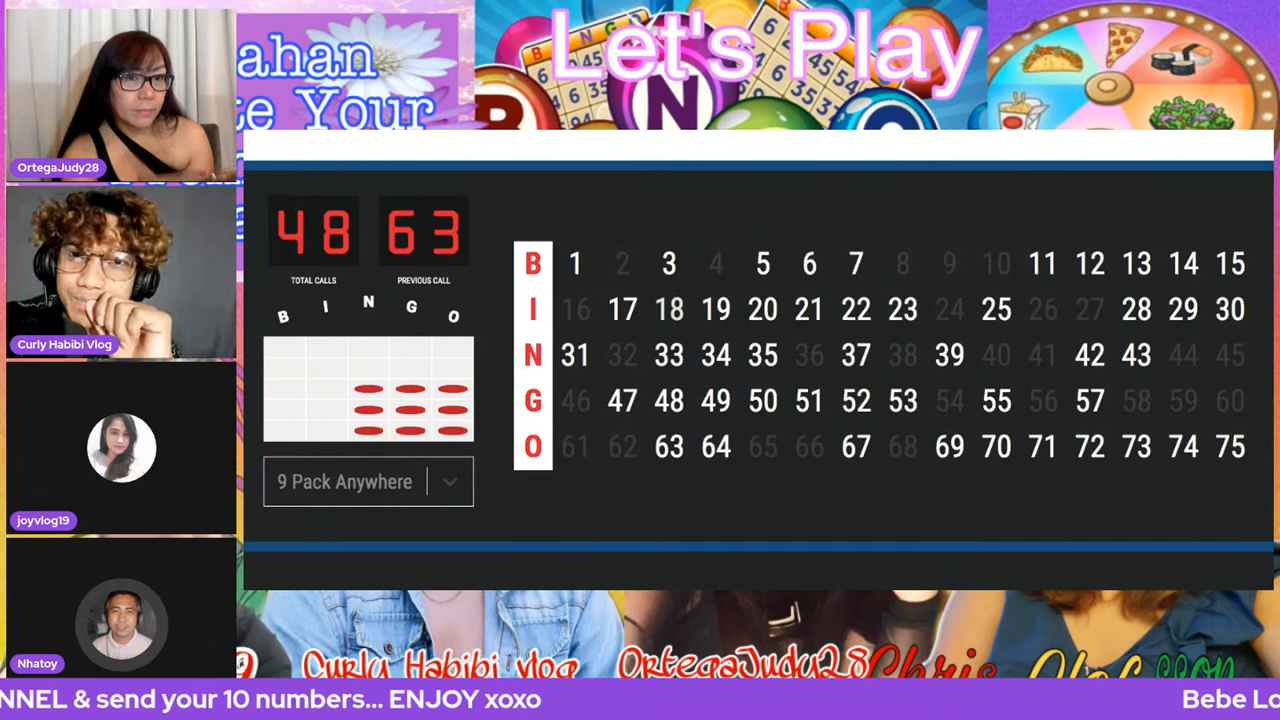 OrtegaJudy28
Curly Habibi Vlog
joyvlog19
Nhatoy
ahan
te Your
Let's Play
B I N G O
N
48 63
TOTAL CALLS PREVIOUS CALL
B I N G O
9 Pack Anywhere
B 1 2 3 4 5 6 7 8 9 10 11 12 13 14 15
I 16 17 18 19 20 21 22 23 24 25 26 27 28 29 30
N 31 32 33 34 35 36 37 38 39 40 41 42 43 44 45
G 46 47 48 49 50 51 52 53 54 55 56 57 58 59 60
O 61 62 63 64 65 66 67 68 69 70 71 72 73 74 75
Curly Habibi vlog OrtegaJudy28 Chris
NNEL & send your 10 numbers... ENJOY xoxo Bebe Lo